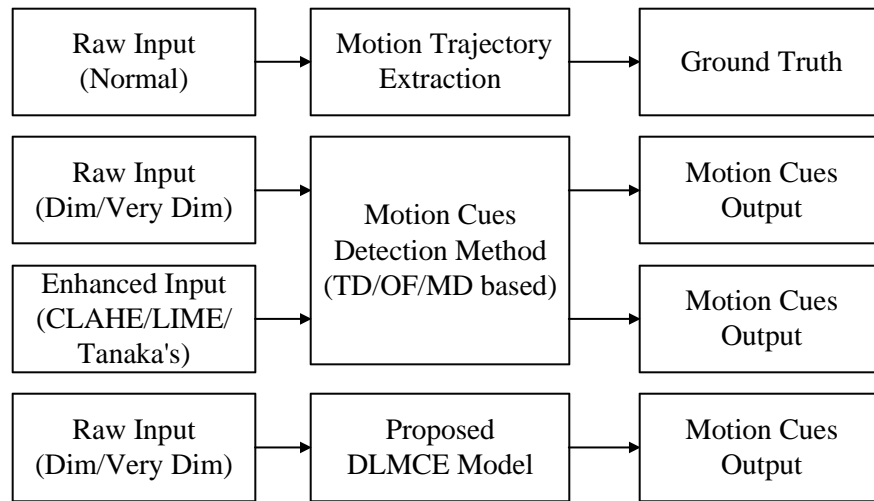 Raw Input
(Normal)
Motion Trajectory
Extraction
Ground Truth
Raw Input
(Dim/Very Dim)
Motion Cues
Detection Method
(TD/OF/MD based)
Motion Cues
Output
Enhanced Input
(CLAHE/LIME/
Tanaka's)
Motion Cues
Output
Raw Input
(Dim/Very Dim)
Proposed
DLMCE Model
Motion Cues
Output